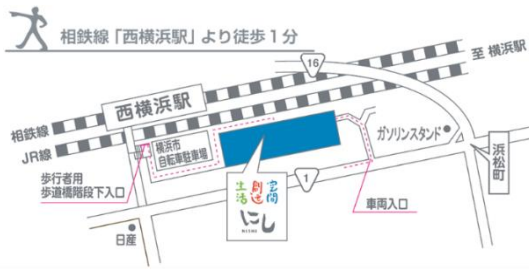 相鉄線「西横浜駅」より徒歩1分
16
至 横浜駅
西横浜駅
相鉄線
JR線
横浜市
自転車駐車場
ガソリンスタンド
浜松町
歩行者用
歩道橋階段下入口
1
生活
創造
空間
にし
NISHI
車両入口
日産